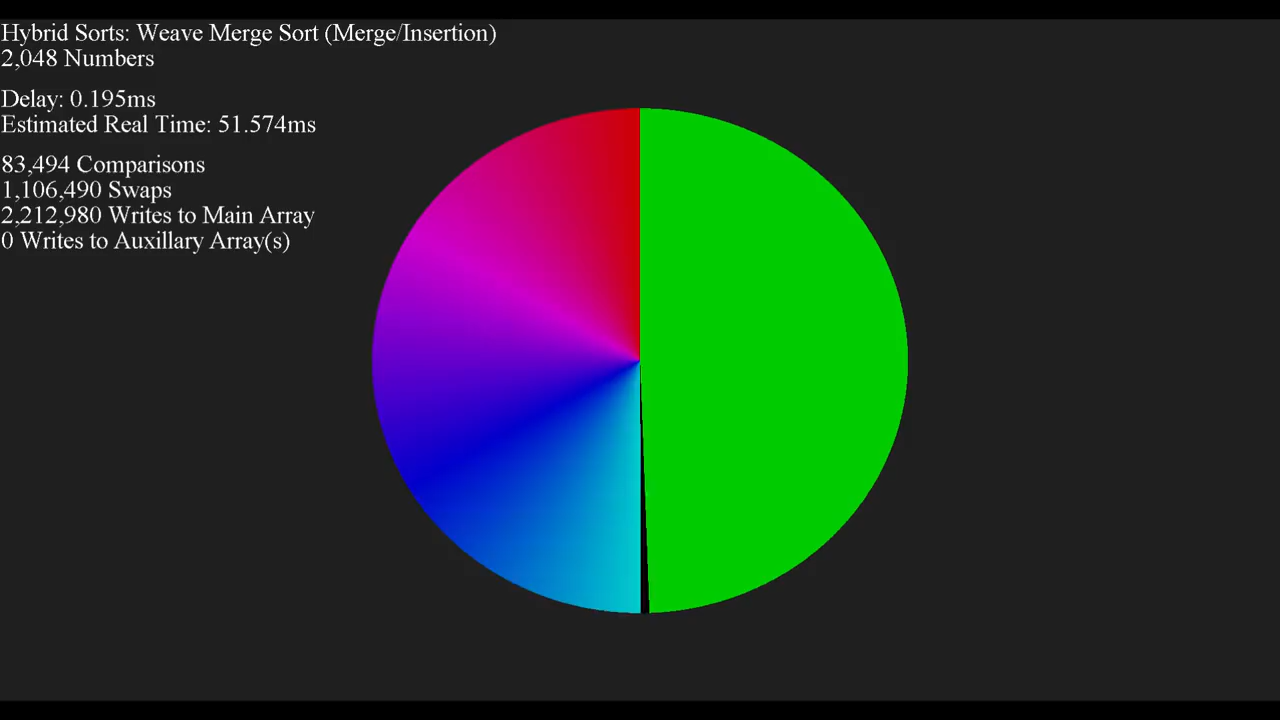 Hybrid Sorts: Weave Merge Sort (Merge/Insertion)
2,048 Numbers
Delay: 0.195ms
Estimated Real Time: 51.574ms
83,494 Comparisons
1,106,490 Swaps
2,212,980 Writes to Main Array
0 Writes to Auxillary Array(s)